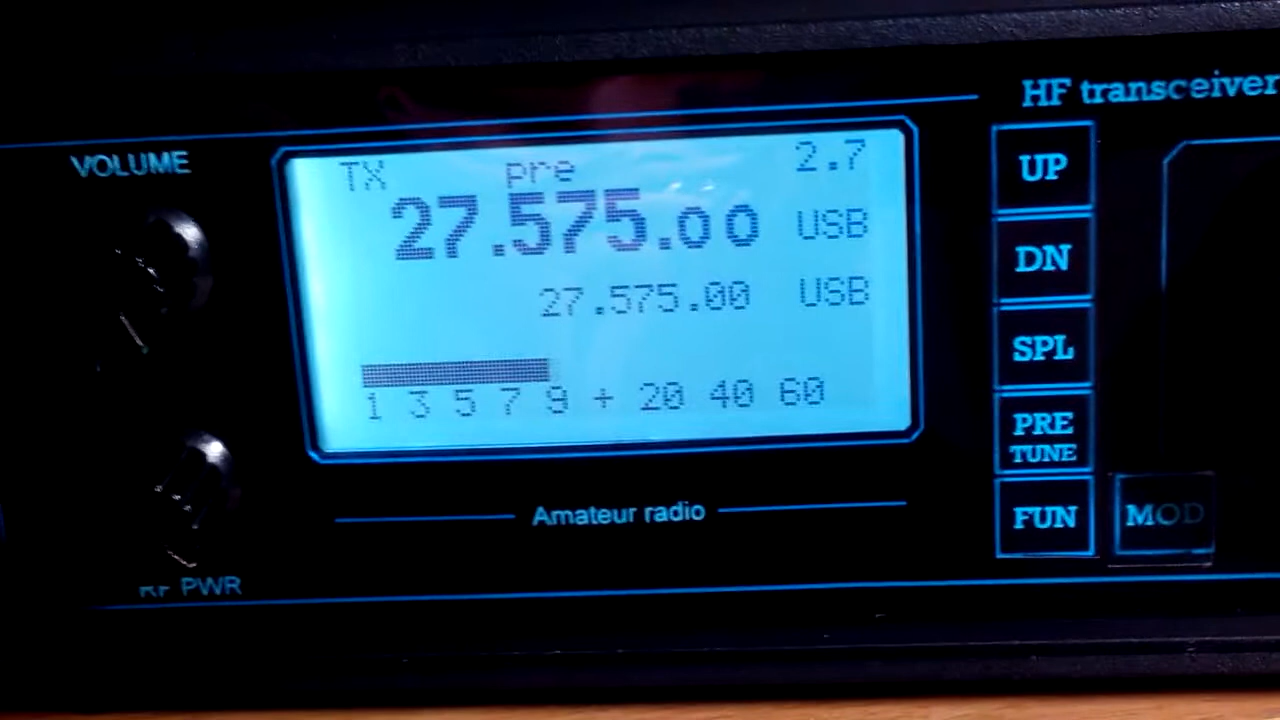 HF transceiver
VOLUME
TX pre 2.7
27.575.00 USB
27.575.00 USB
1 3 5 7 9 + 20 40 60
UP
DN
SPL
PRE
TUNE
FUN
MOD
Amateur radio
RF PWR